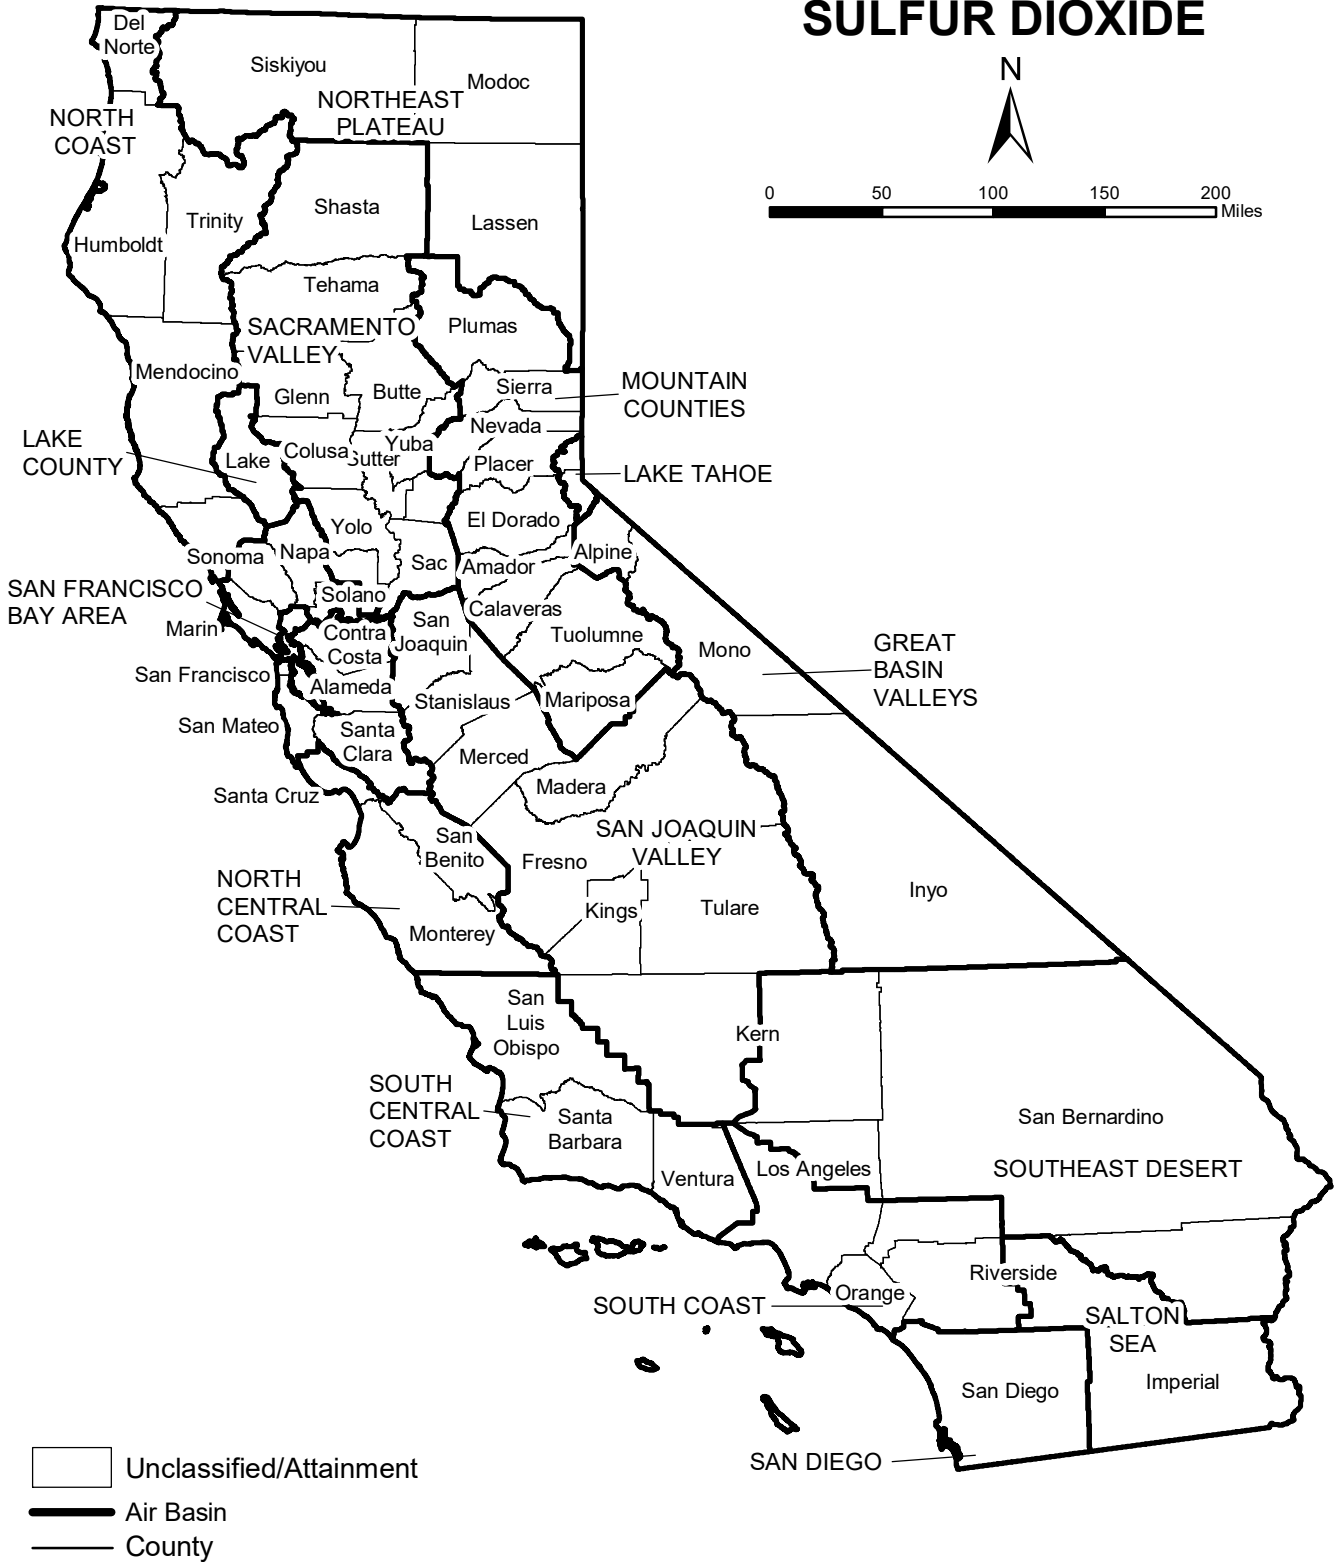 SULFUR DIOXIDE
N
0 50 100 150 200
Miles
Del
Norte
Siskiyou
Modoc
NORTHEAST
PLATEAU
NORTH
COAST
Shasta
Trinity
Lassen
Humboldt
Tehama
SACRAMENTO
VALLEY
Plumas
Mendocino
Glenn
Butte
Sierra
MOUNTAIN
COUNTIES
Nevada
LAKE
COUNTY
Lake
Colusa
Sutter
Yuba
Placer
LAKE TAHOE
Yolo
El Dorado
Sonoma
Napa
Sac
Amador
Alpine
SAN FRANCISCO
BAY AREA
Solano
Calaveras
Marin
Contra
Costa
San
Joaquin
Tuolumne
Mono
GREAT
BASIN
VALLEYS
San Francisco
Alameda
Stanislaus
Mariposa
San Mateo
Santa
Clara
Merced
Madera
Santa Cruz
San
Benito
SAN JOAQUIN
VALLEY
Fresno
NORTH
CENTRAL
COAST
Kings
Tulare
Inyo
Monterey
San
Luis
Obispo
Kern
SOUTH
CENTRAL
COAST
Santa
Barbara
San Bernardino
Ventura
Los Angeles
SOUTHEAST DESERT
Riverside
Orange
SOUTH COAST
SALTON
SEA
San Diego
Imperial
SAN DIEGO
Unclassified/Attainment
Air Basin
County